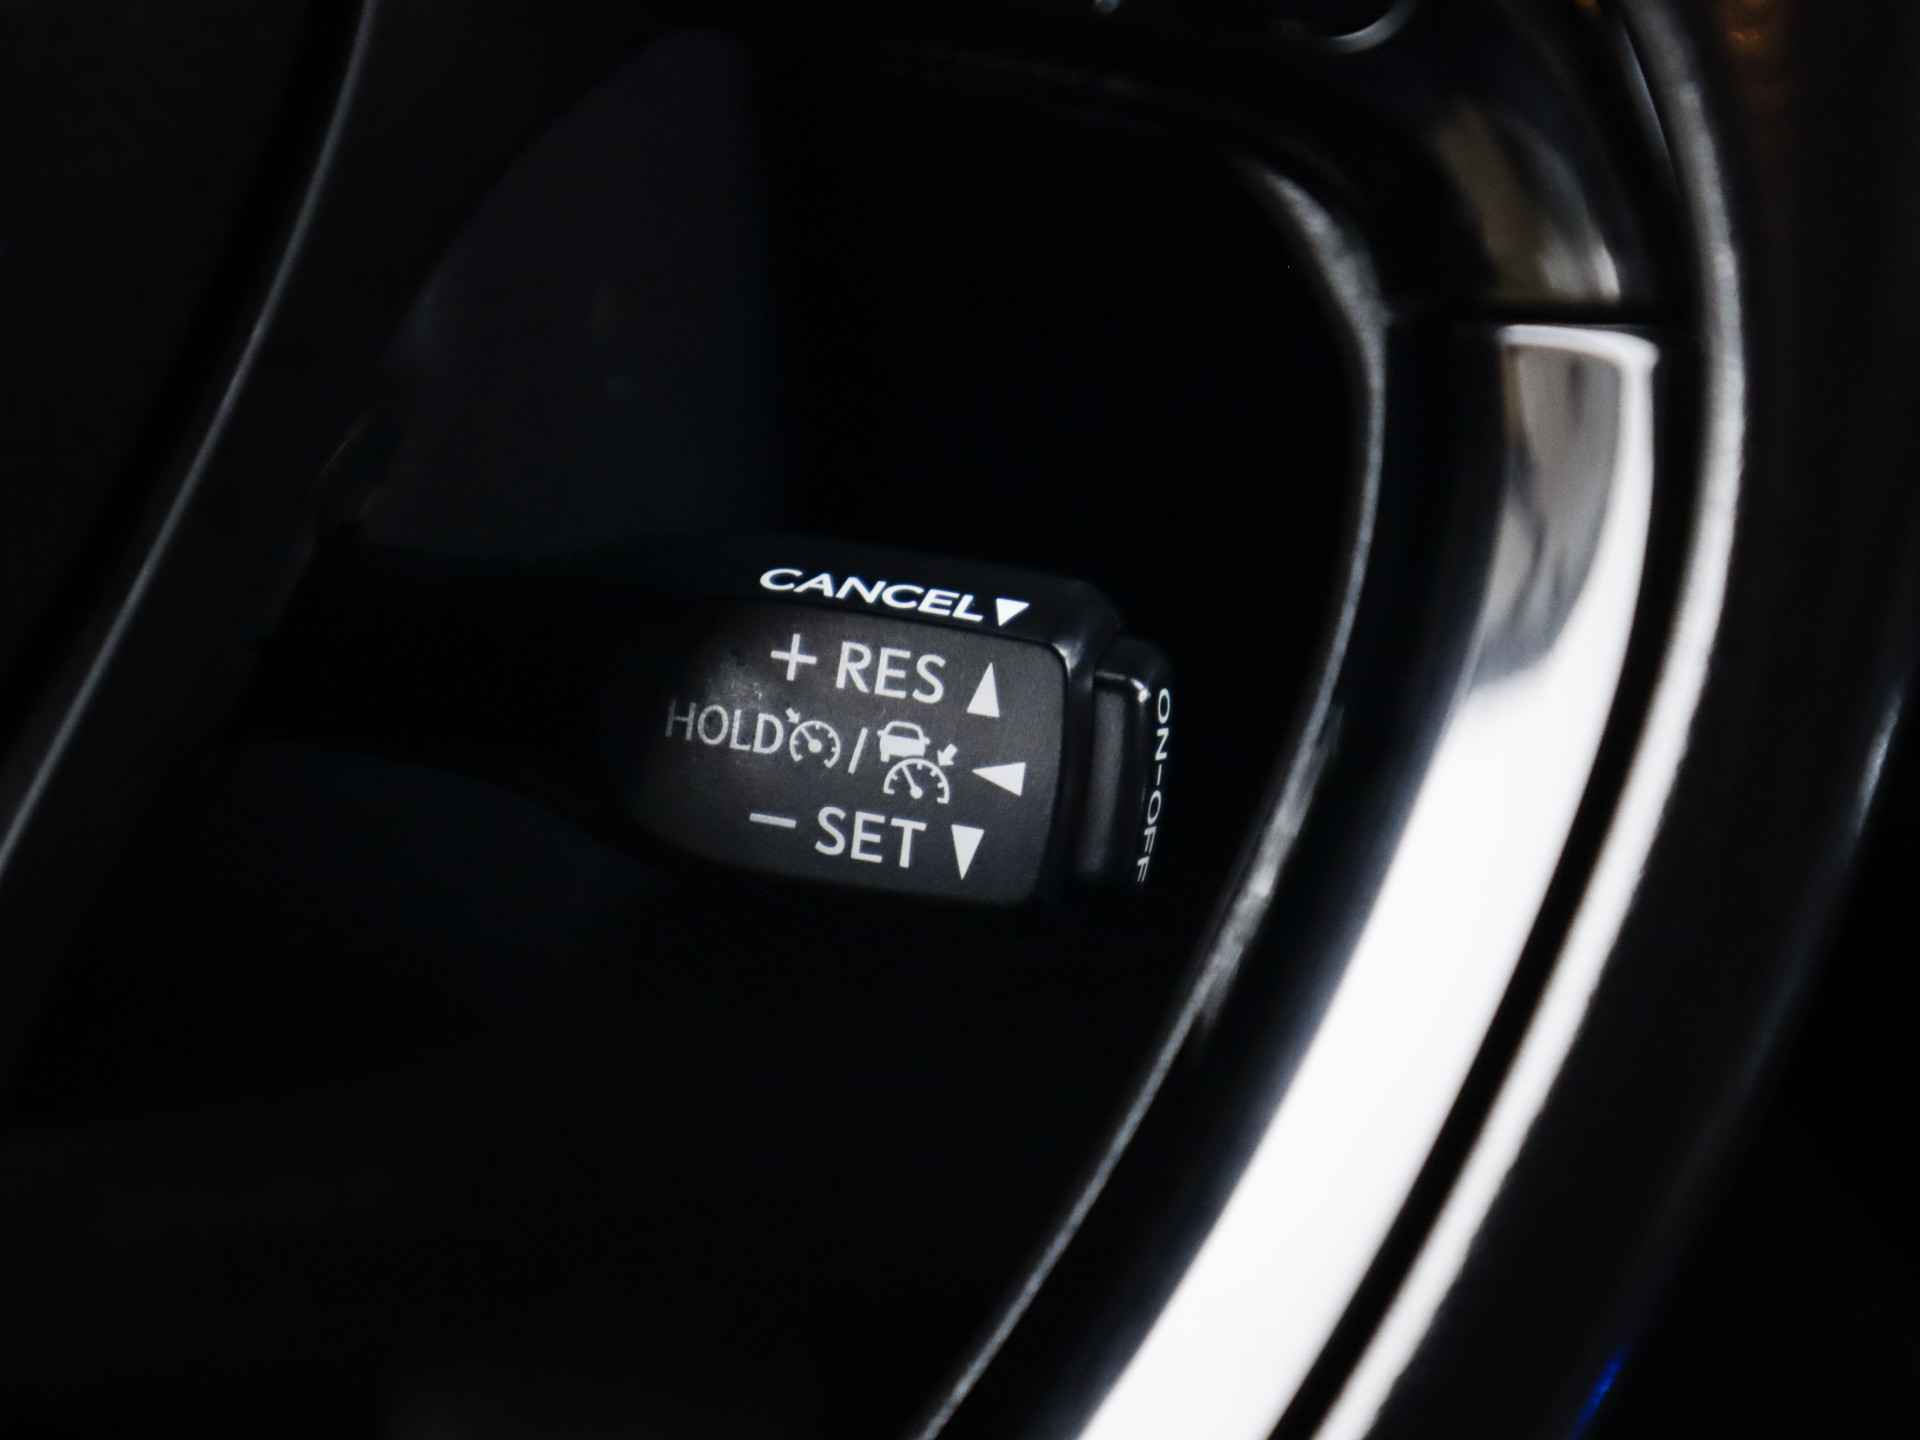 CANCEL▼
+ RES ▲
HOLD / ◀
− SET ▼
ON-OFF